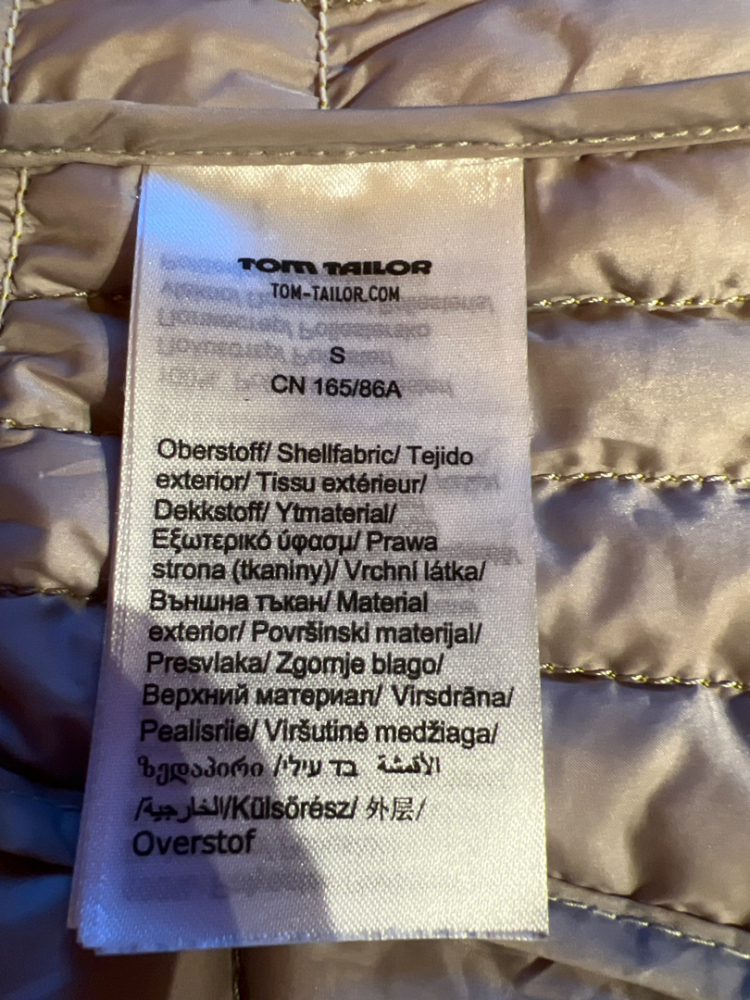 TOM TAILOR
TOM-TAILOR.COM
S
CN 165/86A
Oberstoff/ Shellfabric/ Tejido
exterior/ Tissu extérieur/
Dekkstoff/ Ytmaterial/
Εξωτερικό ύφασμ/ Prawa
strona (tkaniny)/ Vrchní látka/
Външна тъкан/ Material
exterior/ Površinski materijal/
Presvlaka/ Zgornje blago/
Верхний материал/ Virsdrāna/
Pealisriie/ Viršutinė medžiaga/
ზედაპირი /בד עילי/ الأقمشة
/الخارجية/Külsőrész/ 外层/
Overstof